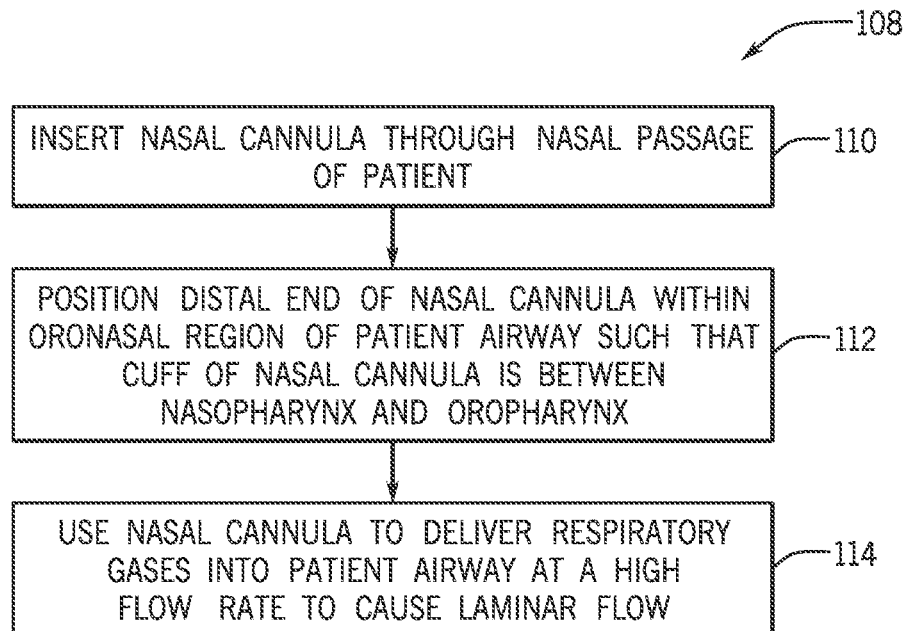 108
INSERT NASAL CANNULA THROUGH NASAL PASSAGE
OF PATIENT
110
POSITION DISTAL END OF NASAL CANNULA WITHIN
ORONASAL REGION OF PATIENT AIRWAY SUCH THAT
CUFF OF NASAL CANNULA IS BETWEEN
NASOPHARYNX AND OROPHARYNX
112
USE NASAL CANNULA TO DELIVER RESPIRATORY
GASES INTO PATIENT AIRWAY AT A HIGH
FLOW RATE TO CAUSE LAMINAR FLOW
114